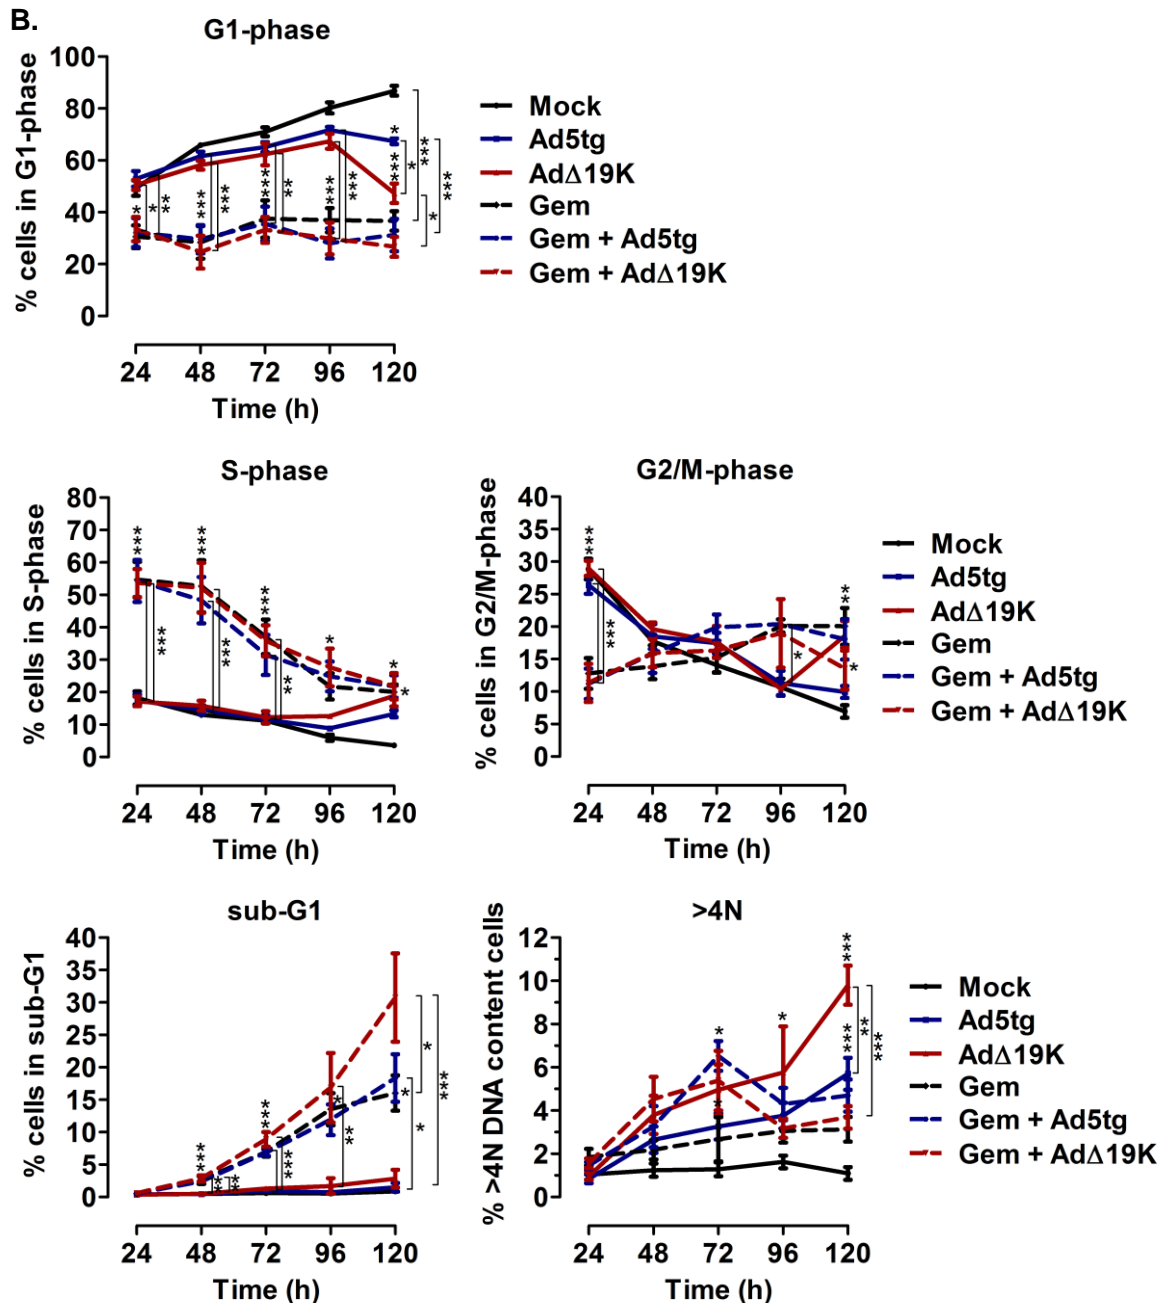 B.
G1-phase
% cells in G1-phase
100
80
60
40
20
0
24 48 72 96 120
Time (h)
Mock
Ad5tg
AdΔ19K
Gem
Gem + Ad5tg
Gem + AdΔ19K
S-phase
% cells in S-phase
80
70
60
50
40
30
20
10
0
24 48 72 96 120
Time (h)
G2/M-phase
% cells in G2/M-phase
40
35
30
25
20
15
10
5
0
24 48 72 96 120
Time (h)
Mock
Ad5tg
AdΔ19K
Gem
Gem + Ad5tg
Gem + AdΔ19K
sub-G1
% cells in sub-G1
40
35
30
25
20
15
10
5
0
24 48 72 96 120
Time (h)
>4N
% >4N DNA content cells
12
10
8
6
4
2
0
24 48 72 96 120
Time (h)
Mock
Ad5tg
AdΔ19K
Gem
Gem + Ad5tg
Gem + AdΔ19K